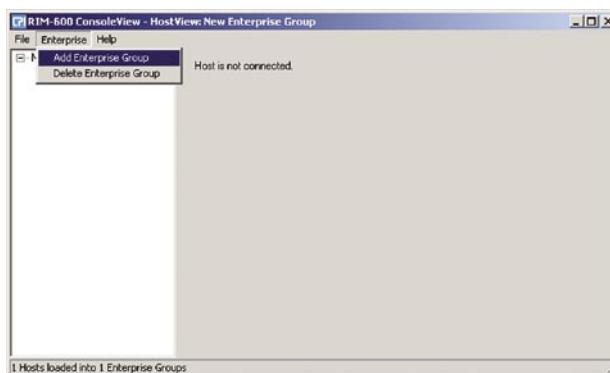 RIM-600 ConsoleView - HostView: New Enterprise Group
File Enterprise Help
Add Enterprise Group
Delete Enterprise Group
Host is not connected.
1 Hosts loaded into 1 Enterprise Groups